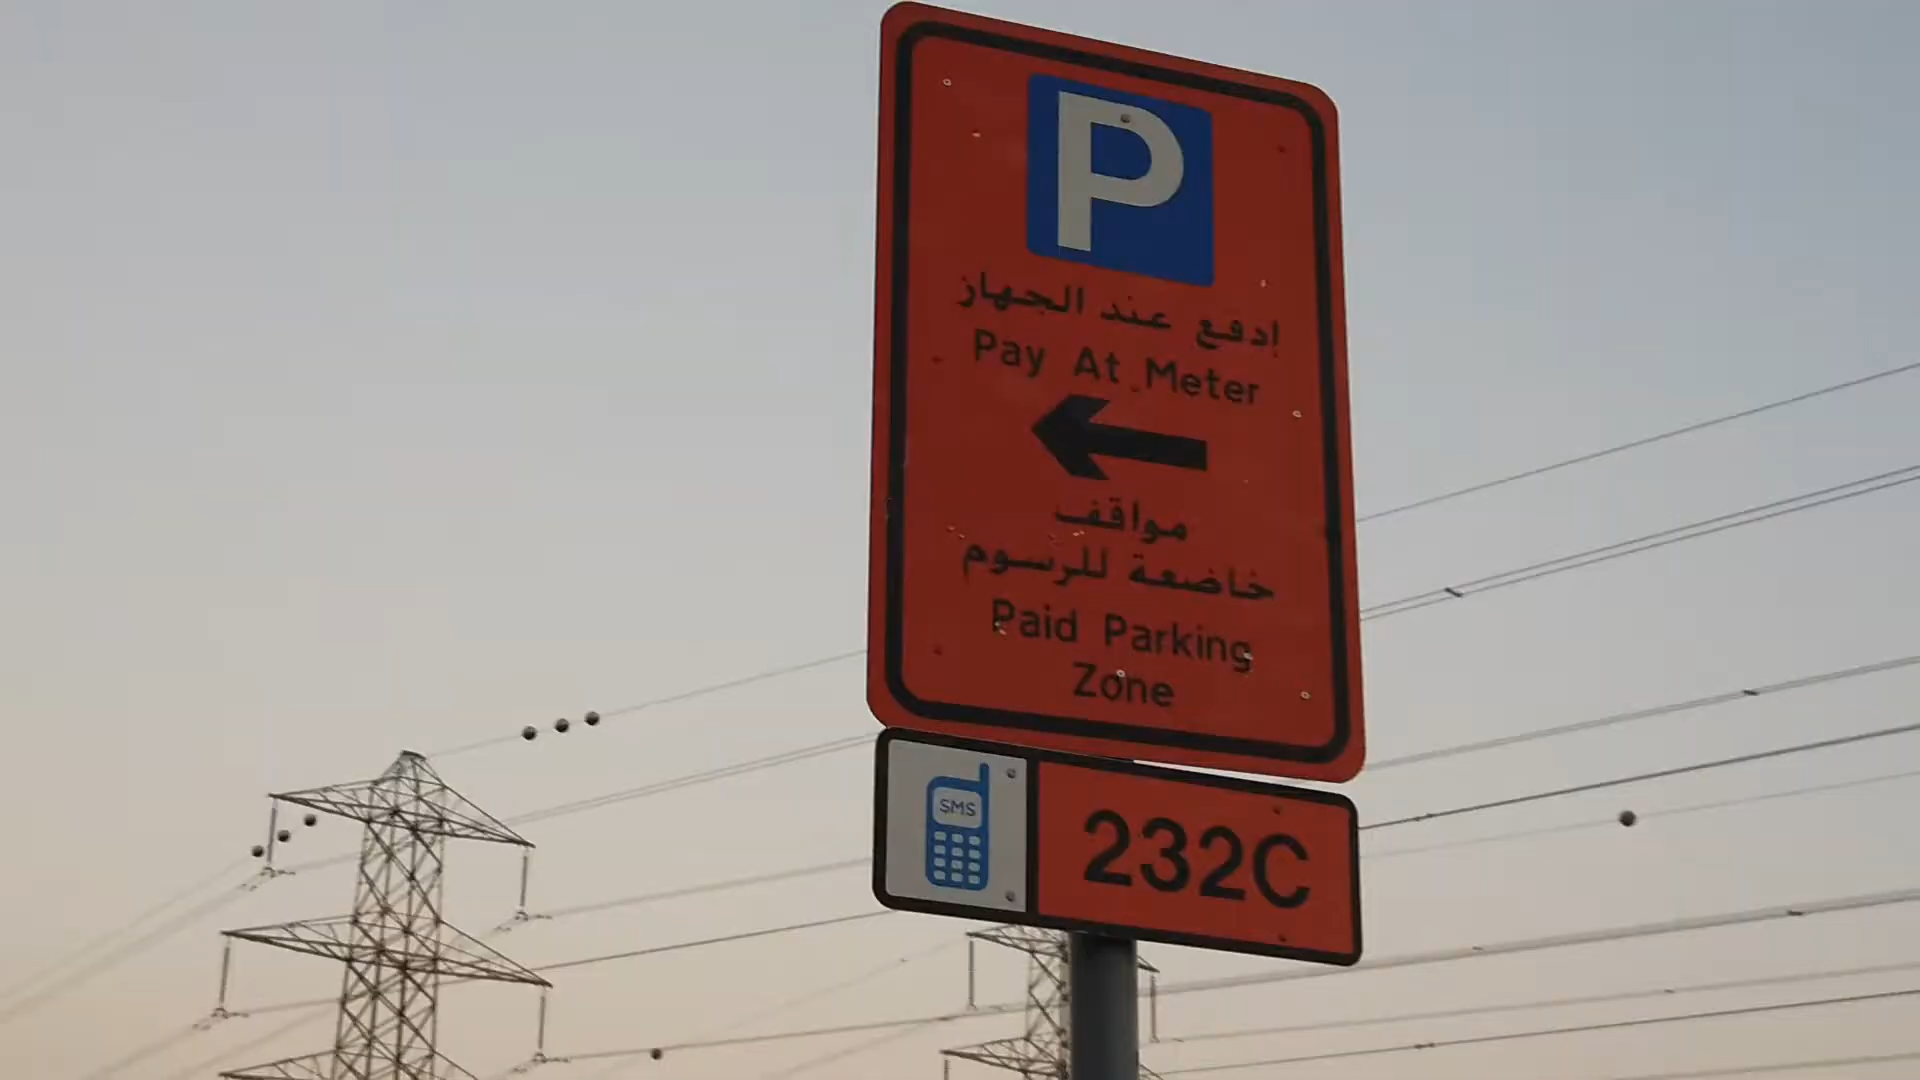 P
إدفع عند الجهاز
Pay At Meter
مواقف
خاضعة للرسوم
Paid Parking
Zone
SMS
232C